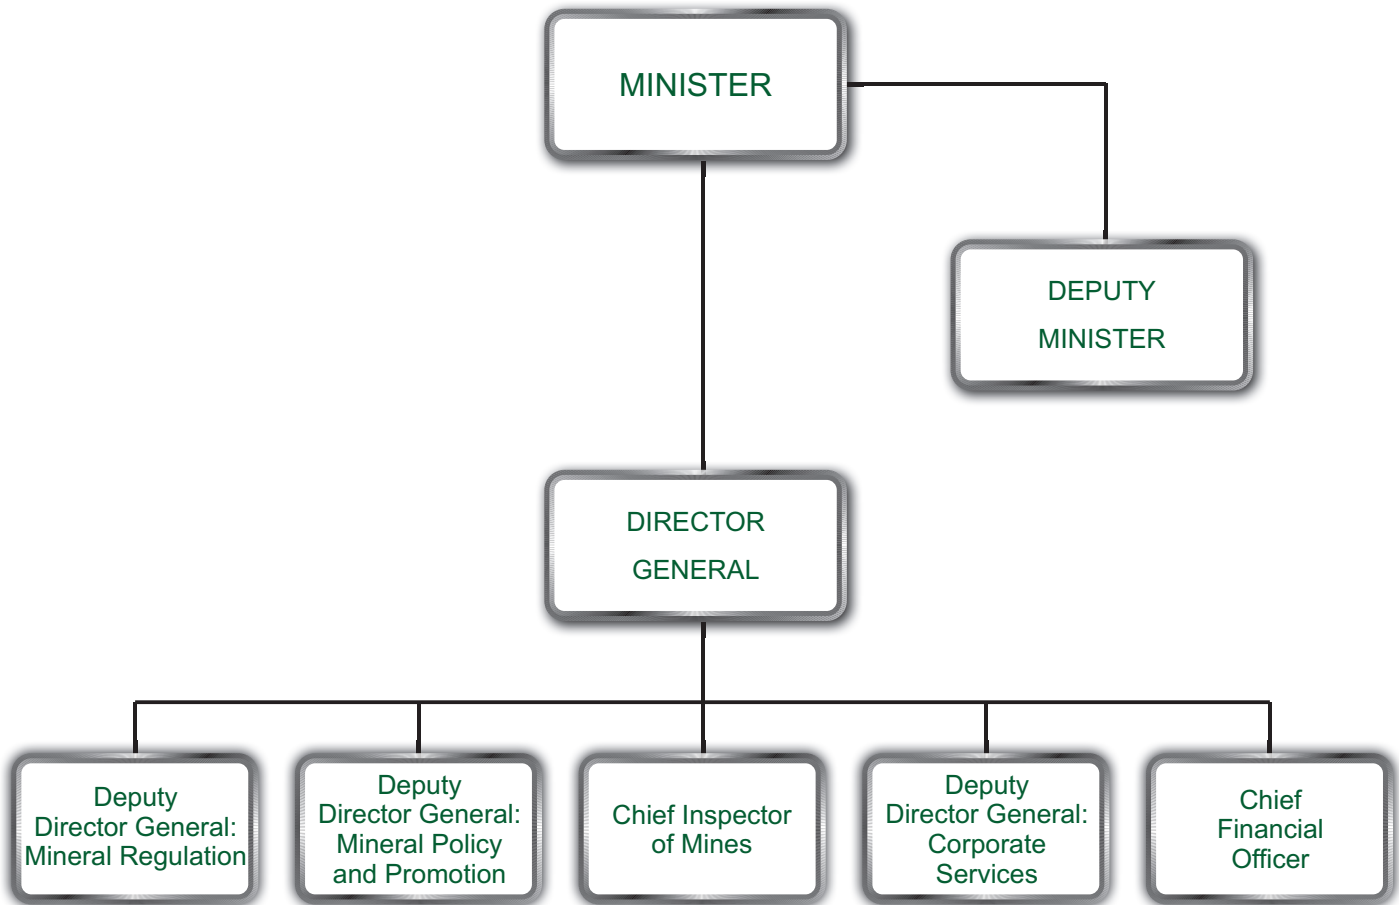 MINISTER
DEPUTY
MINISTER
DIRECTOR
GENERAL
Deputy
Director General:
Mineral Regulation
Deputy
Director General:
Mineral Policy
and Promotion
Chief Inspector
of Mines
Deputy
Director General:
Corporate
Services
Chief
Financial
Officer